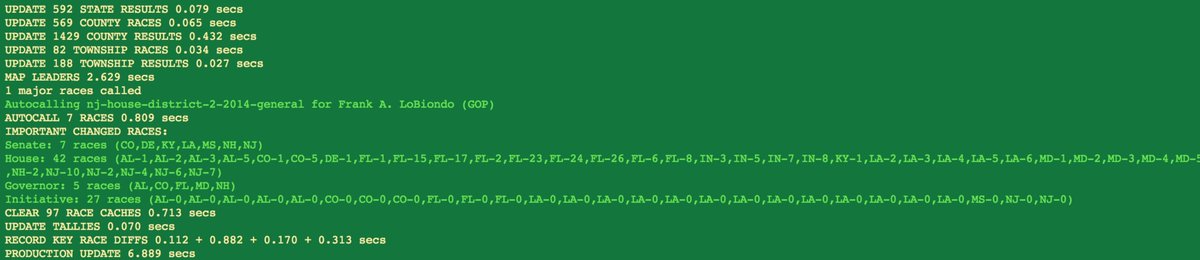 UPDATE 592 STATE RESULTS 0.079 secs
UPDATE 569 COUNTY RACES 0.065 secs
UPDATE 1429 COUNTY RESULTS 0.432 secs
UPDATE 82 TOWNSHIP RACES 0.034 secs
UPDATE 188 TOWNSHIP RESULTS 0.027 secs
MAP LEADERS 2.629 secs
1 major races called
Autocalling nj-house-district-2-2014-general for Frank A. LoBiondo (GOP)
AUTOCALL 7 RACES 0.809 secs
IMPORTANT CHANGED RACES:
Senate: 7 races (CO,DE,KY,LA,MS,NH,NJ)
House: 42 races (AL-1,AL-2,AL-3,AL-5,CO-1,CO-5,DE-1,FL-1,FL-15,FL-17,FL-2,FL-23,FL-24,FL-26,FL-6,FL-8,IN-3,IN-5,IN-7,IN-8,KY-1,LA-2,LA-3,LA-4,LA-5,LA-6,MD-1,MD-2,MD-3,MD-4,MD-5
,NH-2,NJ-10,NJ-2,NJ-4,NJ-6,NJ-7)
Governor: 5 races (AL,CO,FL,MD,NH)
Initiative: 27 races (AL-0,AL-0,AL-0,AL-0,AL-0,CO-0,CO-0,CO-0,FL-0,FL-0,FL-0,LA-0,LA-0,LA-0,LA-0,LA-0,LA-0,LA-0,LA-0,LA-0,LA-0,LA-0,LA-0,LA-0,MS-0,NJ-0,NJ-0)
CLEAR 97 RACE CACHES 0.713 secs
UPDATE TALLIES 0.070 secs
RECORD KEY RACE DIFFS 0.112 + 0.882 + 0.170 + 0.313 secs
PRODUCTION UPDATE 6.889 secs